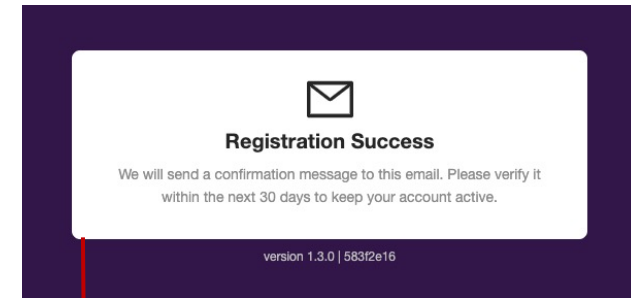 Registration Success
We will send a confirmation message to this email. Please verify it
within the next 30 days to keep your account active.
version 1.3.0 | 583f2e16